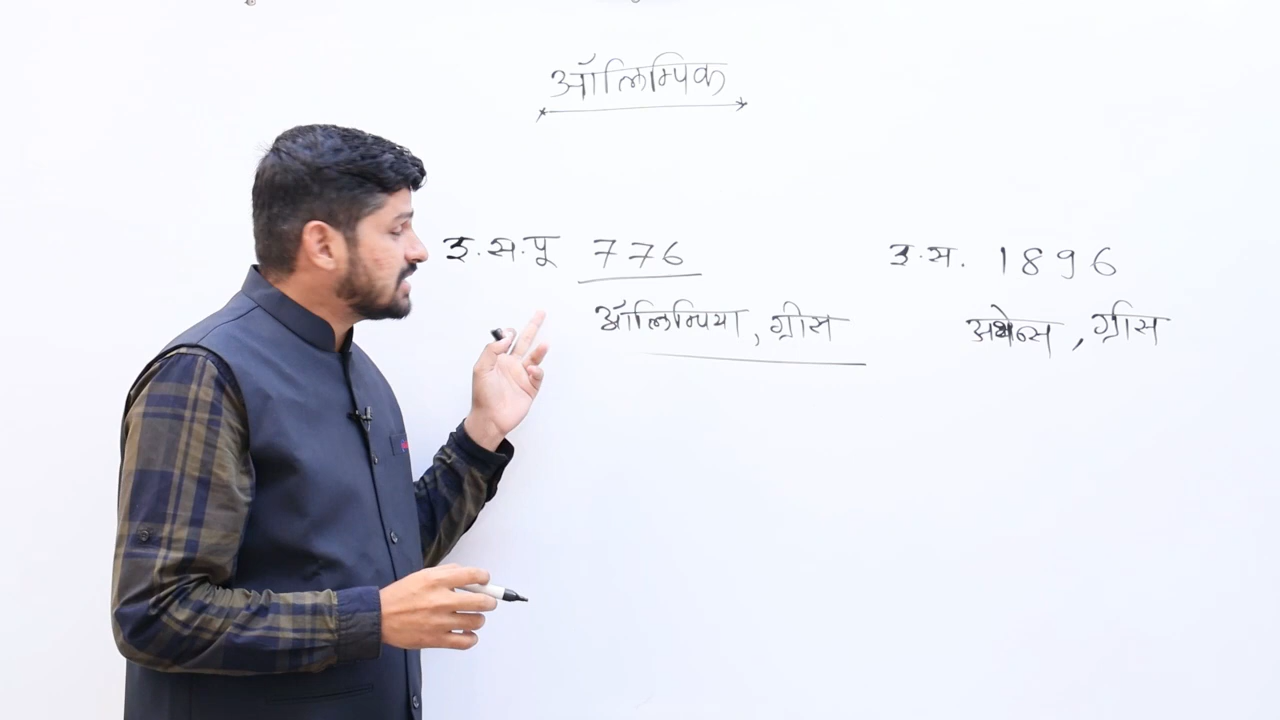 ऑलिम्पिक
इ.स.पू 776
ऑलिम्पिया, ग्रीस
इ.स. 1896
अथेन्स, ग्रीस